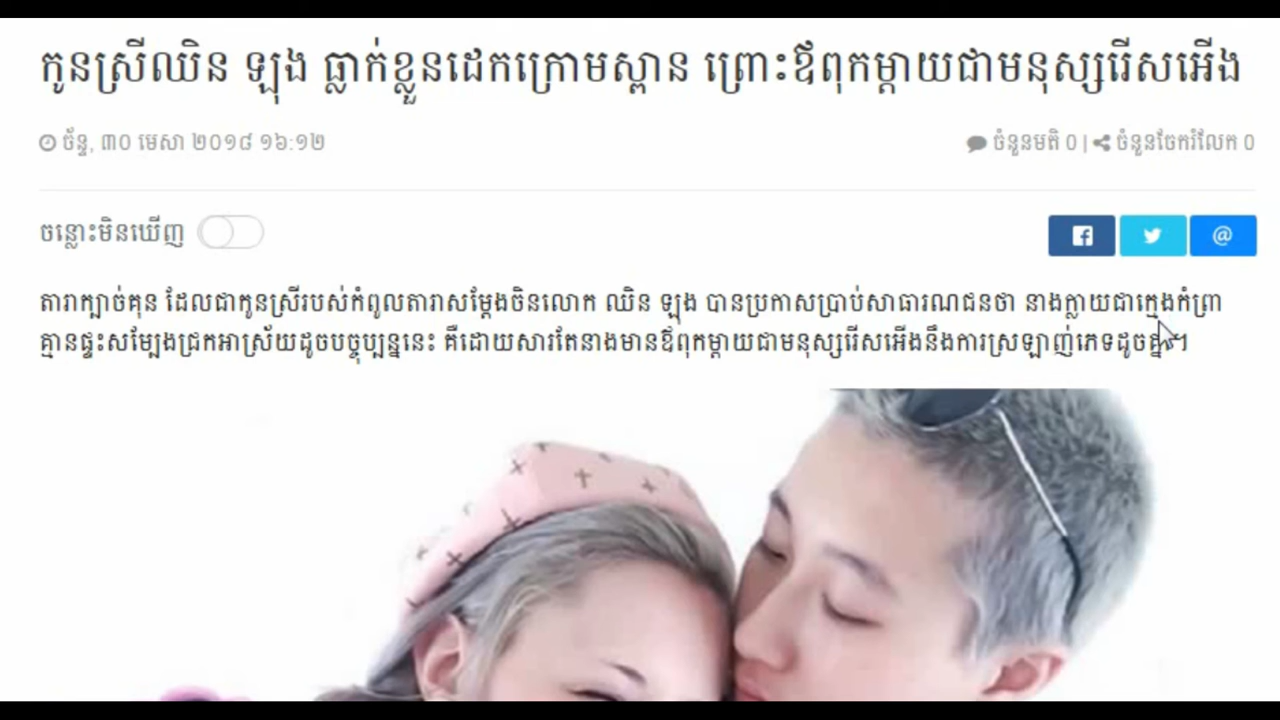 កូនស្រីឈិន ឡុង ធ្លាក់ខ្លួនដេកក្រោមស្ពាន ព្រោះឪពុកម្ដាយជាមនុស្សរើសអើង
ច័ន្ទ, ៣០ មេសា ២០១៨ ១៦:១២
ចំនួនមតិ 0 | ចំនួនចែករំលែក 0
ចន្លោះមិនឃើញ
តារាក្បាច់គុន ដែលជាកូនស្រីរបស់កំពូលតារាសម្ដែងចិនលោក ឈិន ឡុង បានប្រកាសប្រាប់សាធារណជនថា នាងក្លាយជាក្មេងកំព្រា
គ្មានផ្ទះសម្បែងជ្រកអាស្រ័យដូចបច្ចុប្បន្ននេះ គឺដោយសារតែនាងមានឪពុកម្ដាយជាមនុស្សរើសអើងនឹងការស្រឡាញ់ភេទដូចគ្នា។